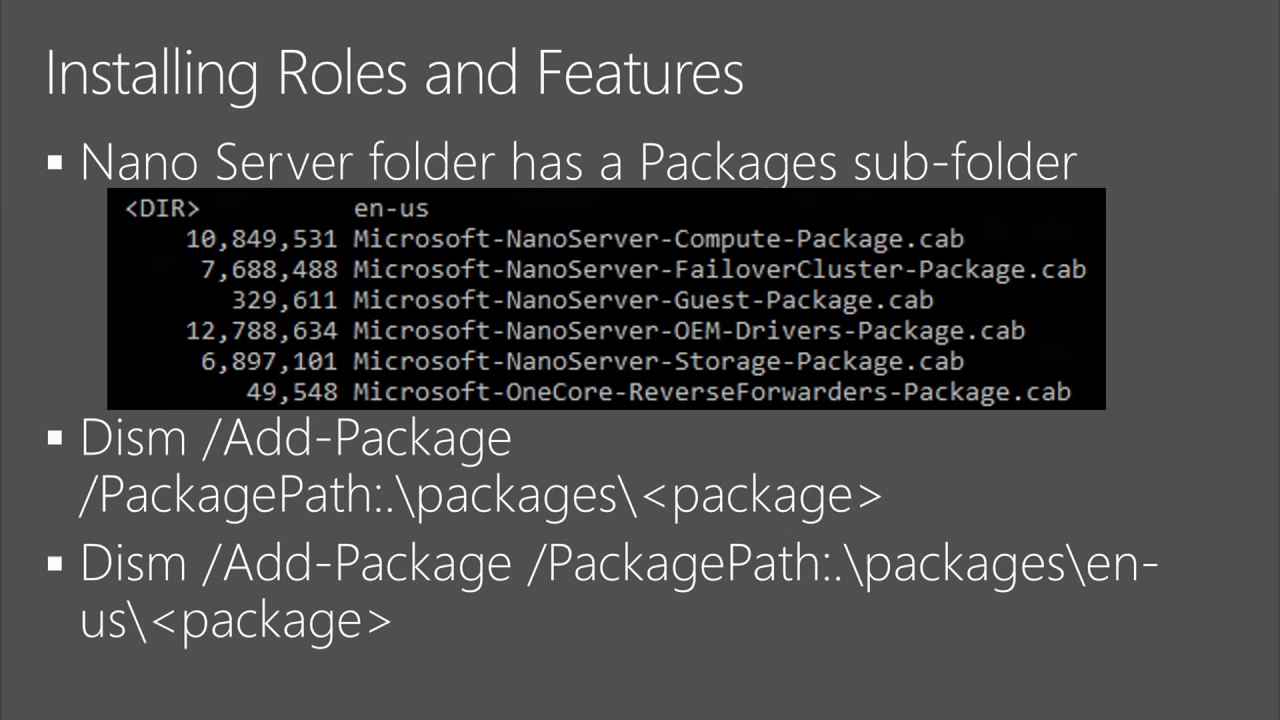 Installing Roles and Features
▪ Nano Server folder has a Packages sub-folder
<DIR> en-us
10,849,531 Microsoft-NanoServer-Compute-Package.cab
7,688,488 Microsoft-NanoServer-FailoverCluster-Package.cab
329,611 Microsoft-NanoServer-Guest-Package.cab
12,788,634 Microsoft-NanoServer-OEM-Drivers-Package.cab
6,897,101 Microsoft-NanoServer-Storage-Package.cab
49,548 Microsoft-OneCore-ReverseForwarders-Package.cab
▪ Dism /Add-Package
/PackagePath:.\packages\<package>
▪ Dism /Add-Package /PackagePath:.\packages\en-
us\<package>